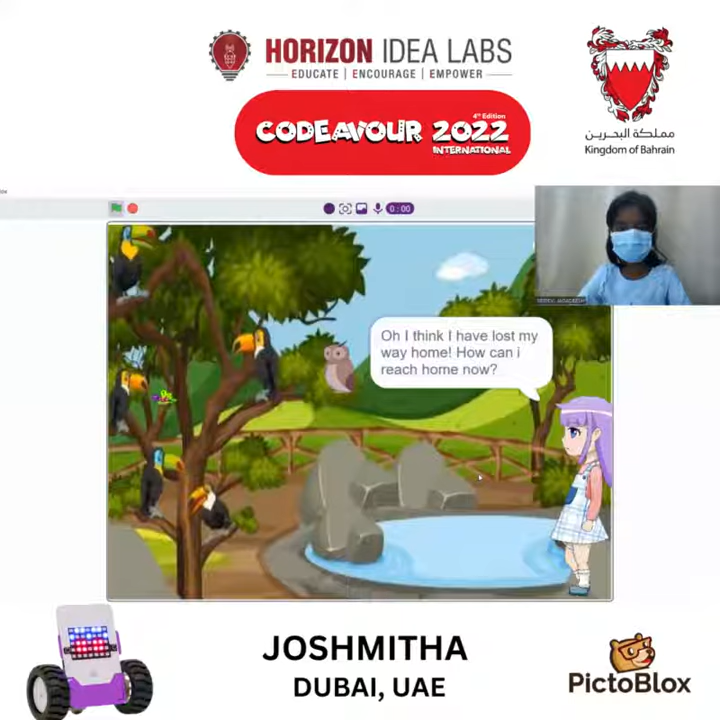 HORIZON IDEA LABS
EDUCATE | ENCOURAGE | EMPOWER
4th Edition
CODEAVOUR 2022
INTERNATIONAL
مملكة البحرين
Kingdom of Bahrain
0:00
Oh I think I have lost my
way home! How can i
reach home now?
JOSHMITHA
DUBAI, UAE
PictoBlox